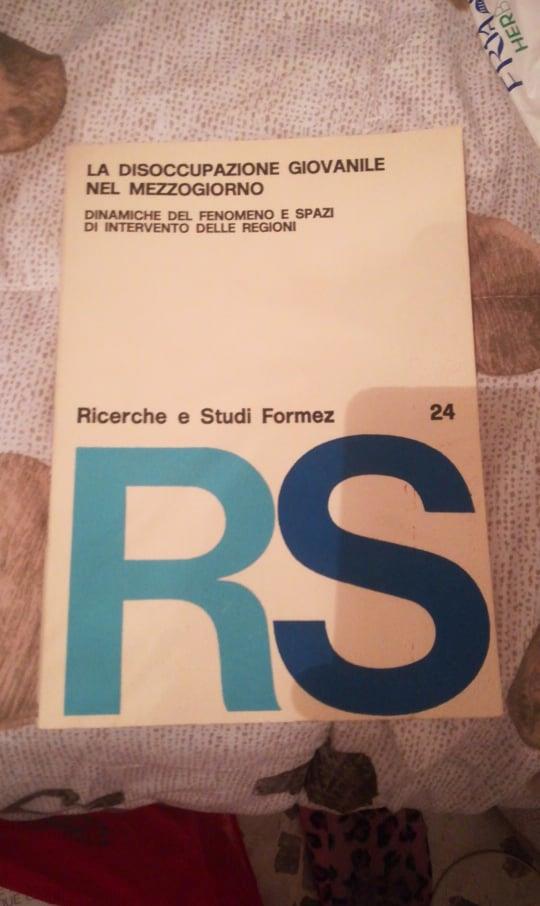 LA DISOCCUPAZIONE GIOVANILE
NEL MEZZOGIORNO
DINAMICHE DEL FENOMENO E SPAZI
DI INTERVENTO DELLE REGIONI
Ricerche e Studi Formez 24
RS